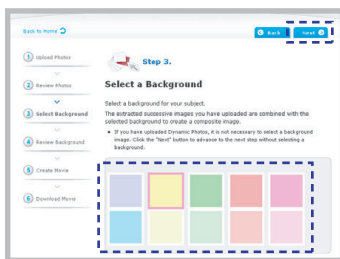 Back to Home
Back
Next
Step 3.
1 Upload Photos
2 Review Photos
3 Select Background
4 Review Background
5 Create Movie
6 Download Movie
Select a Background
Select a background for your subject.
The extracted successive images you have uploaded are combined with the
selected background to create a composite image.
• If you have uploaded Dynamic Photos, it is not necessary to select a background
image. Click the "Next" button to advance to the next step without selecting a
background.